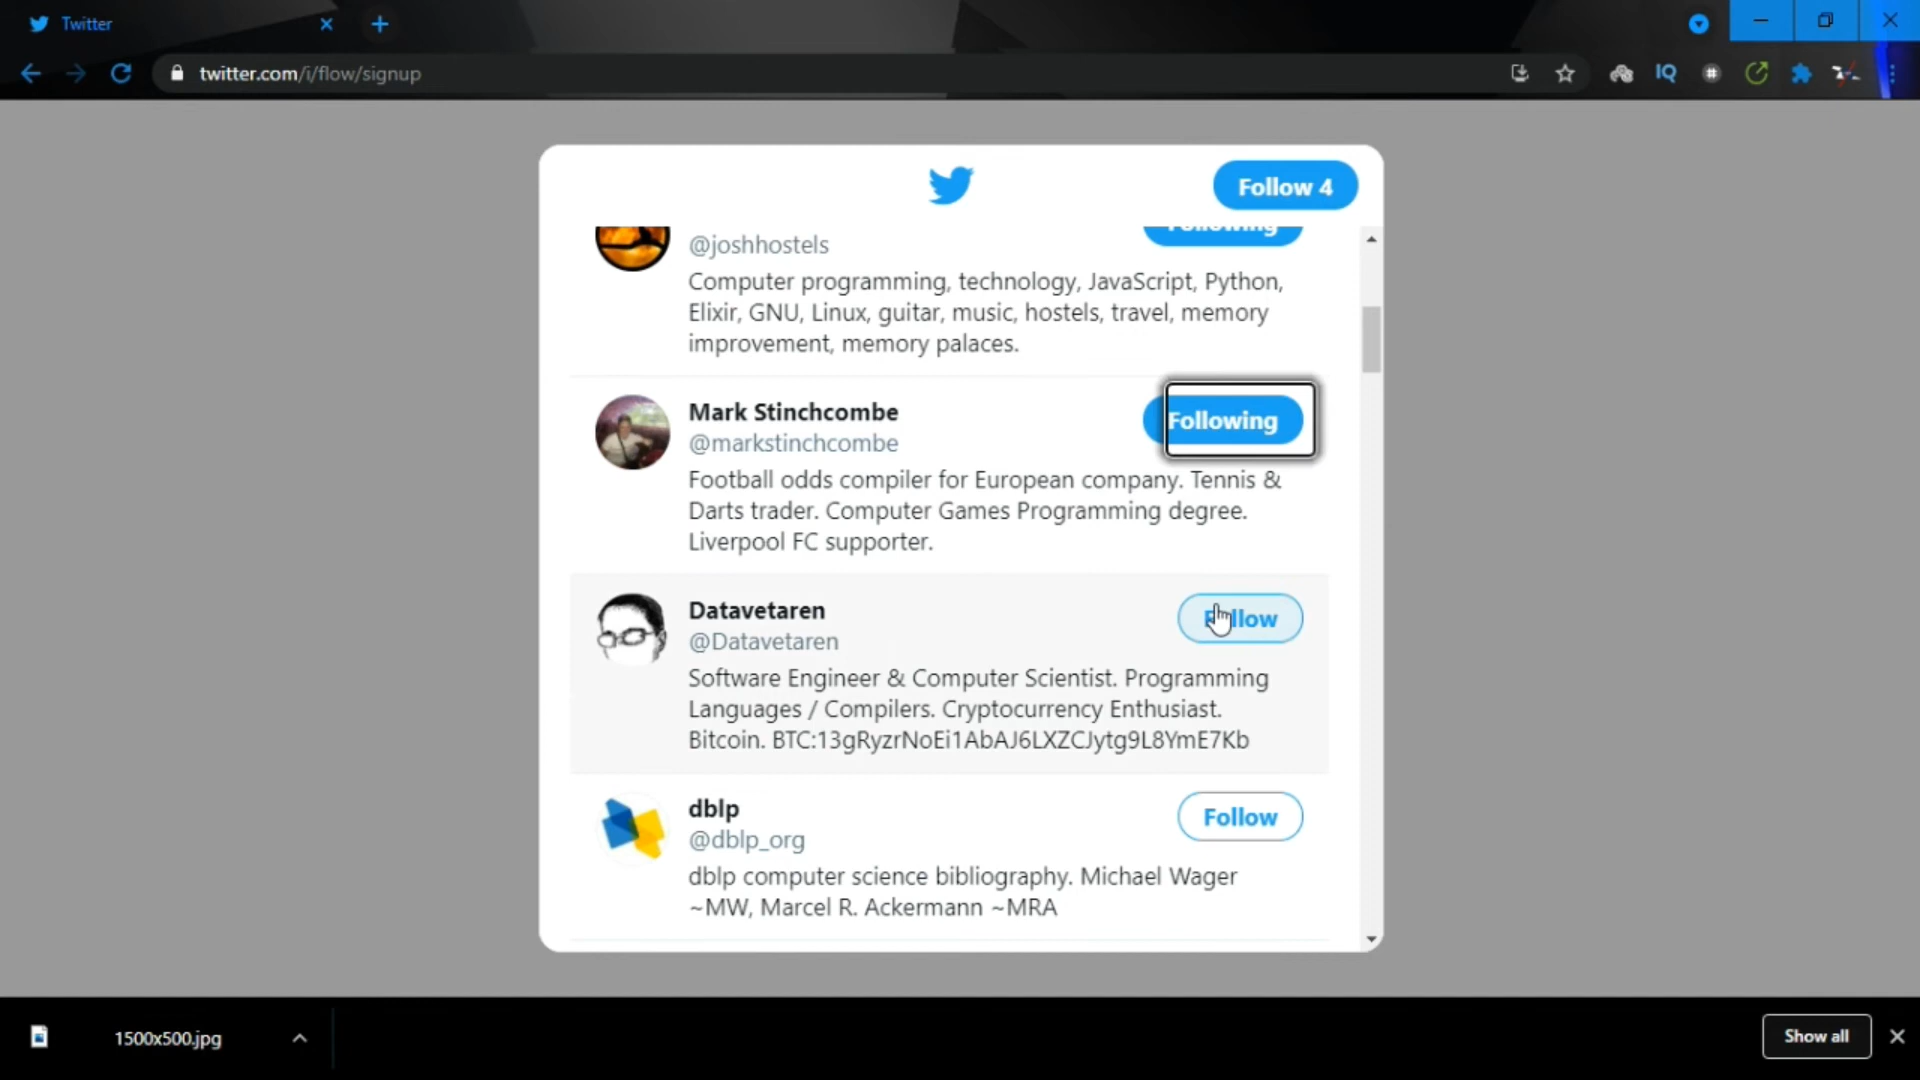 Twitter
twitter.com/i/flow/signup
IQ
Follow 4
Following
@joshhostels
Computer programming, technology, JavaScript, Python,
Elixir, GNU, Linux, guitar, music, hostels, travel, memory
improvement, memory palaces.
Mark Stinchcombe
Following
@markstinchcombe
Football odds compiler for European company. Tennis &
Darts trader. Computer Games Programming degree.
Liverpool FC supporter.
Datavetaren
Follow
@Datavetaren
Software Engineer & Computer Scientist. Programming
Languages / Compilers. Cryptocurrency Enthusiast.
Bitcoin. BTC:13gRyzrNoEi1AbAJ6LXZCJytg9L8YmE7Kb
dblp
Follow
@dblp_org
dblp computer science bibliography. Michael Wager
~MW, Marcel R. Ackermann ~MRA
1500x500.jpg
Show all